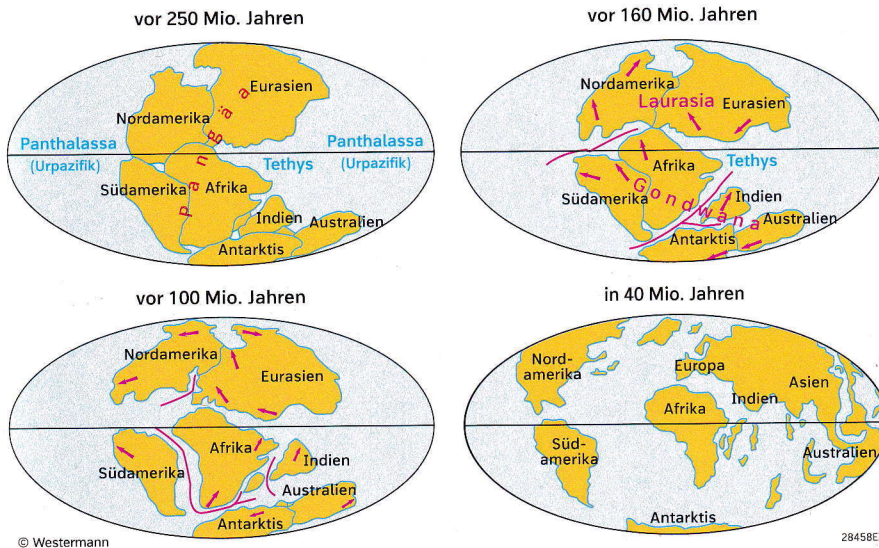 vor 250 Mio. Jahren
Eurasien
Nordamerika
Pangäa
Panthalassa
(Urpazifik)
Panthalassa
(Urpazifik)
Tethys
Südamerika
Afrika
Indien
Australien
Antarktis
vor 160 Mio. Jahren
Nordamerika
Laurasia
Eurasien
Afrika
Tethys
Südamerika
Gondwana
Indien
Australien
Antarktis
vor 100 Mio. Jahren
Nordamerika
Eurasien
Afrika
Südamerika
Indien
Australien
Antarktis
in 40 Mio. Jahren
Nord-
amerika
Europa
Asien
Indien
Afrika
Süd-
amerika
Australien
Antarktis
© Westermann
28458E